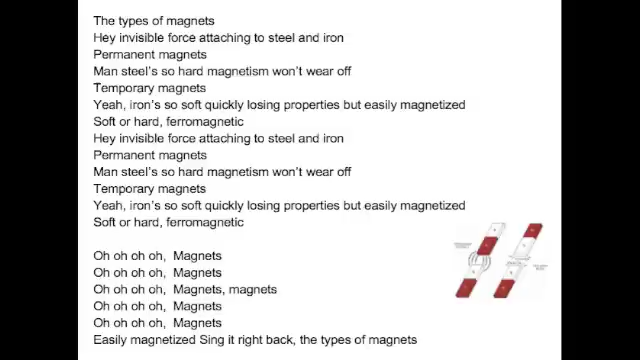 The types of magnets
Hey invisible force attaching to steel and iron
Permanent magnets
Man steel's so hard magnetism won't wear off
Temporary magnets
Yeah, iron's so soft quickly losing properties but easily magnetized
Soft or hard, ferromagnetic
Hey invisible force attaching to steel and iron
Permanent magnets
Man steel's so hard magnetism won't wear off
Temporary magnets
Yeah, iron's so soft quickly losing properties but easily magnetized
Soft or hard, ferromagnetic
Oh oh oh oh,  Magnets
Oh oh oh oh,  Magnets
Oh oh oh oh,  Magnets, magnets
Oh oh oh oh,  Magnets
Oh oh oh oh,  Magnets
Easily magnetized Sing it right back, the types of magnets